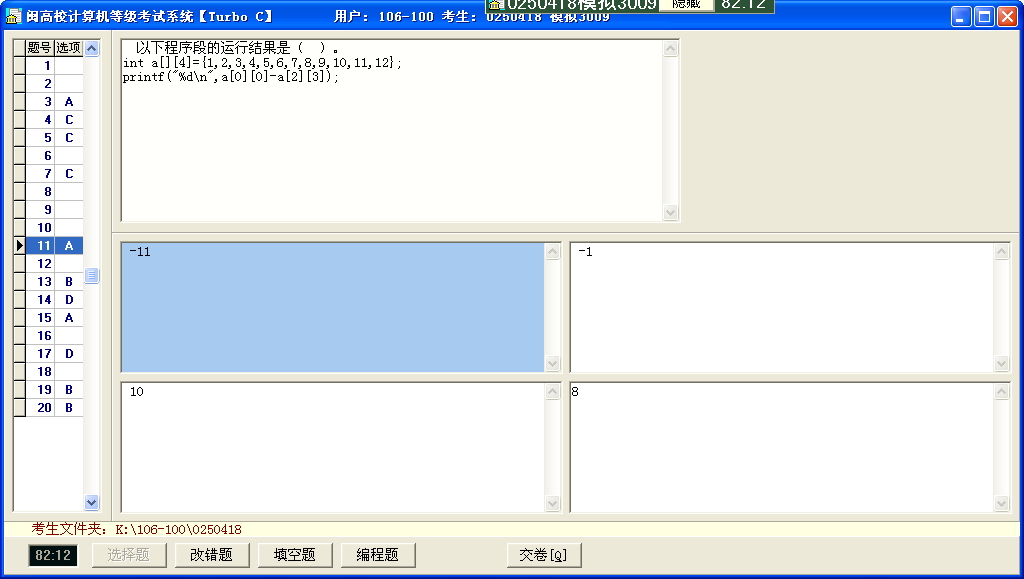 闽高校计算机等级考试系统【Turbo C】 用户: 106-100 考生: 0250418 模拟3009
0250418模拟3009 隐藏 82:12
题号 选项
1
2
3 A
4 C
5 C
6
7 C
8
9
10
11 A
12
13 B
14 D
15 A
16
17 D
18
19 B
20 B
以下程序段的运行结果是（ ）。
int a[][4]={1,2,3,4,5,6,7,8,9,10,11,12};
printf("%d\n",a[0][0]-a[2][3]);
-11
-1
10
8
考生文件夹: K:\106-100\0250418
82:12 选择题 改错题 填空题 编程题 交卷[Q]